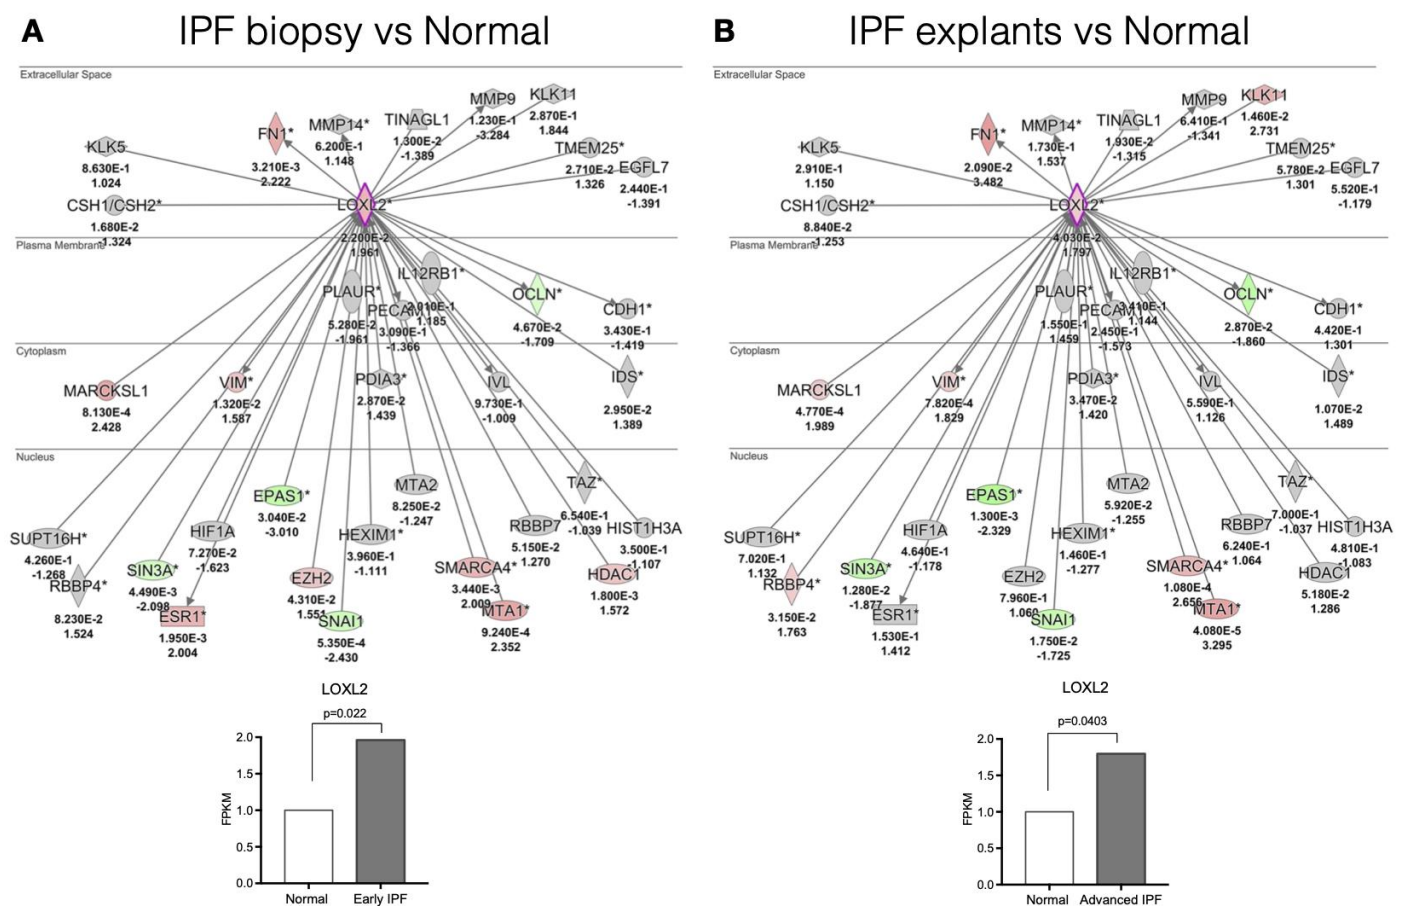 A
IPF biopsy vs Normal
Extracellular Space
KLK5
8.630E-1
1.024
FN1*
3.210E-3
2.222
MMP14*
6.200E-1
1.148
TINAGL1
1.300E-2
-1.389
MMP9
1.230E-1
-3.284
KLK11
2.870E-1
1.844
TMEM25*
2.710E-2
1.326
EGFL7
2.440E-1
-1.391
CSH1/CSH2*
1.680E-2
-1.324
LOXL2*
2.200E-2
1.961
Plasma Membrane
PLAUR*
5.280E-2
-1.961
IL12RB1*
2.010E-1
1.185
PECAM1
3.090E-1
-1.366
OCLN*
4.670E-2
-1.709
CDH1*
3.430E-1
-1.419
Cytoplasm
MARCKSL1
8.130E-4
2.428
VIM*
1.320E-2
1.587
PDIA3*
2.870E-2
1.439
IVL
9.730E-1
-1.009
IDS*
2.950E-2
1.389
Nucleus
SUPT16H*
4.260E-1
-1.268
RBBP4*
8.230E-2
1.524
SIN3A*
4.490E-3
-2.098
HIF1A
7.270E-2
-1.623
ESR1*
1.950E-3
2.004
EPAS1*
3.040E-2
-3.010
EZH2
4.310E-2
1.551
SNAI1
5.350E-4
-2.430
HEXIM1*
3.960E-1
-1.111
MTA2
8.250E-2
-1.247
SMARCA4*
3.440E-3
2.009
MTA1*
9.240E-4
2.352
RBBP7
5.150E-2
1.270
TAZ*
6.540E-1
-1.039
HDAC1
1.800E-3
1.572
HIST1H3A
3.500E-1
-1.107
LOXL2
p=0.022
FPKM
2.0
1.5
1.0
0.5
0.0
Normal
Early IPF
B
IPF explants vs Normal
Extracellular Space
KLK5
2.910E-1
1.150
FN1*
2.090E-2
3.482
MMP14*
1.730E-1
1.537
TINAGL1
1.930E-2
-1.315
MMP9
6.410E-1
-1.341
KLK11
1.460E-2
2.731
TMEM25*
5.780E-2
1.301
EGFL7
5.520E-1
-1.179
CSH1/CSH2*
8.840E-2
-1.253
LOXL2*
4.030E-2
1.797
Plasma Membrane
PLAUR*
1.550E-1
1.459
IL12RB1*
3.410E-1
1.144
PECAM1
2.450E-1
-1.573
OCLN*
2.870E-2
-1.860
CDH1*
4.420E-1
1.301
Cytoplasm
MARCKSL1
4.770E-4
1.989
VIM*
7.820E-4
1.829
PDIA3*
3.470E-2
1.420
IVL
5.590E-1
1.126
IDS*
1.070E-2
1.489
Nucleus
SUPT16H*
7.020E-1
1.132
RBBP4*
3.150E-2
1.763
SIN3A*
1.280E-2
-1.877
HIF1A
4.640E-1
-1.178
ESR1*
1.530E-1
1.412
EPAS1*
1.300E-3
-2.329
EZH2
7.960E-1
1.060
SNAI1
1.750E-2
-1.725
HEXIM1*
1.460E-1
-1.277
MTA2
5.920E-2
-1.255
SMARCA4*
1.080E-4
2.656
MTA1*
4.080E-5
3.295
RBBP7
6.240E-1
1.064
TAZ*
7.000E-1
-1.037
HDAC1
5.180E-2
1.286
HIST1H3A
4.810E-1
-1.083
LOXL2
p=0.0403
FPKM
2.0
1.5
1.0
0.5
0.0
Normal
Advanced IPF